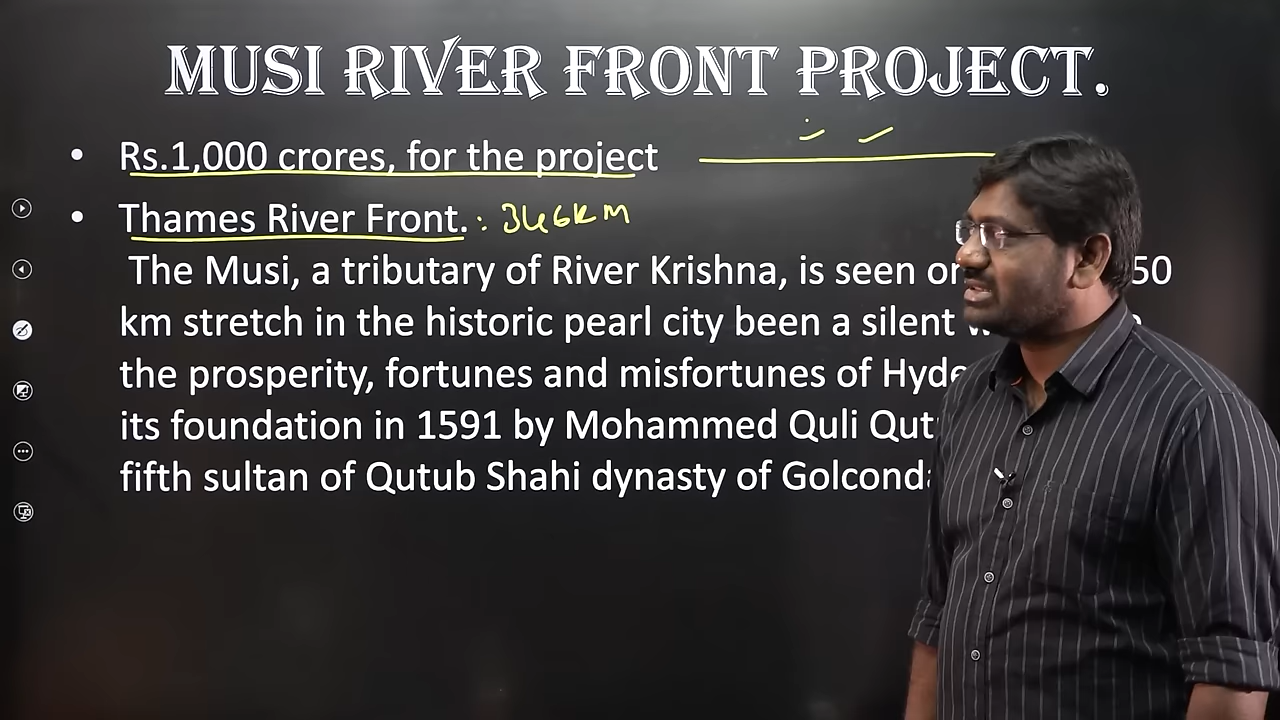 MUSI RIVER FRONT PROJECT.
• Rs.1,000 crores, for the project
• Thames River Front. : 346KM
The Musi, a tributary of River Krishna, is seen 50
km stretch in the historic pearl city been a silent
the prosperity, fortunes and misfortunes of
its foundation in 1591 by Mohammed Quli
fifth sultan of Qutub Shahi dynasty of